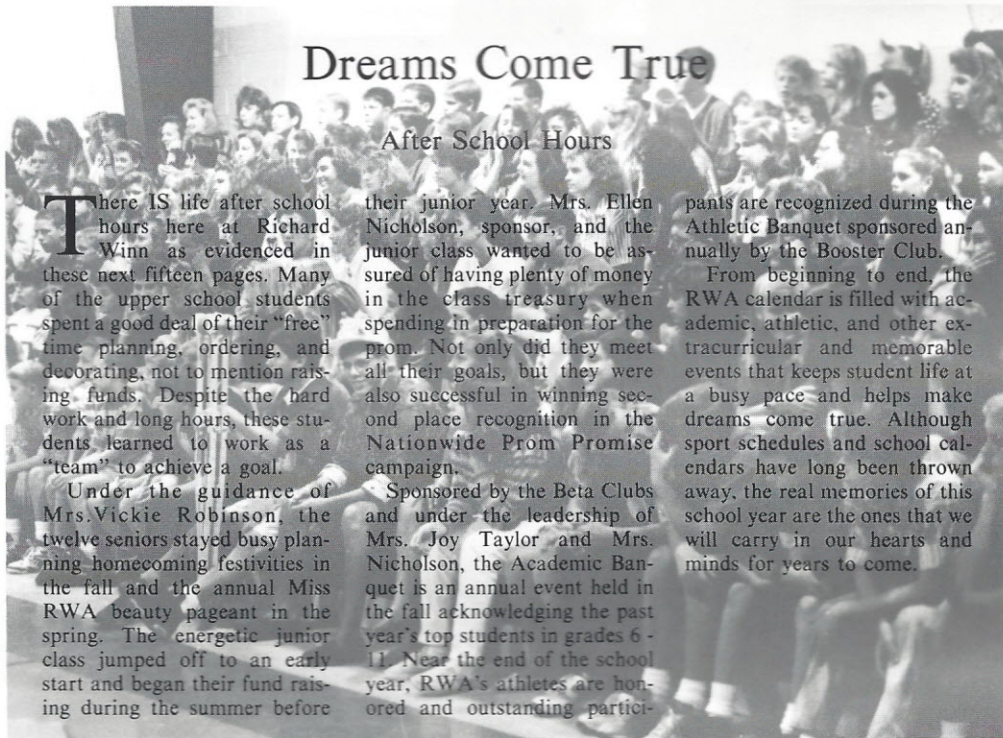 Dreams Come True
After School Hours
There IS life after school
hours here at Richard
Winn as evidenced in
these next fifteen pages. Many
of the upper school students
spent a good deal of their "free"
time planning, ordering, and
decorating, not to mention rais-
ing funds. Despite the hard
work and long hours, these stu-
dents learned to work as a
"team" to achieve a goal.
Under the guidance of
Mrs.Vickie Robinson, the
twelve seniors stayed busy plan-
ning homecoming festivities in
the fall and the annual Miss
RWA beauty pageant in the
spring. The energetic junior
class jumped off to an early
start and began their fund rais-
ing during the summer before
their junior year. Mrs. Ellen
Nicholson, sponsor, and the
junior class wanted to be as-
sured of having plenty of money
in the class treasury when
spending in preparation for the
prom. Not only did they meet
all their goals, but they were
also successful in winning sec-
ond place recognition in the
Nationwide Prom Promise
campaign.
Sponsored by the Beta Clubs
and under the leadership of
Mrs. Joy Taylor and Mrs.
Nicholson, the Academic Ban-
quet is an annual event held in
the fall acknowledging the past
year's top students in grades 6 -
11. Near the end of the school
year, RWA's athletes are hon-
ored and outstanding partici-
pants are recognized during the
Athletic Banquet sponsored an-
nually by the Booster Club.
From beginning to end, the
RWA calendar is filled with ac-
ademic, athletic, and other ex-
tracurricular and memorable
events that keeps student life at
a busy pace and helps make
dreams come true. Although
sport schedules and school cal-
endars have long been thrown
away, the real memories of this
school year are the ones that we
will carry in our hearts and
minds for years to come.